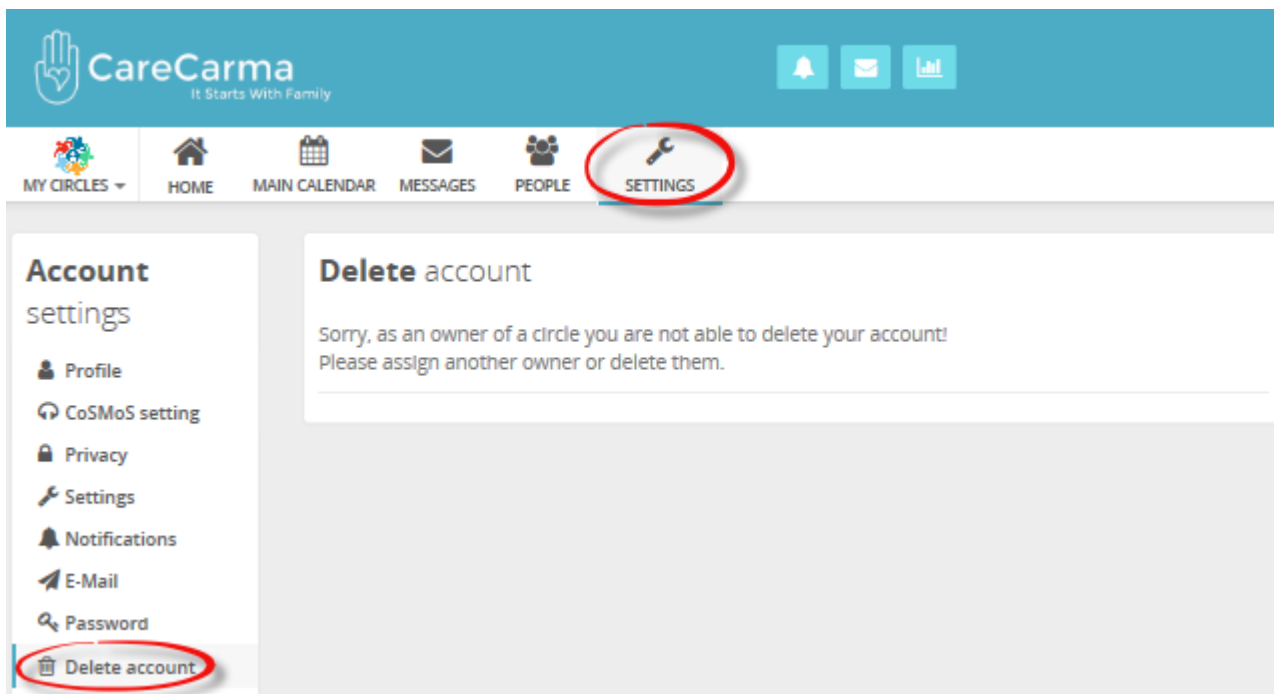 CareCarma
It Starts With Family
MY CIRCLES
HOME
MAIN CALENDAR
MESSAGES
PEOPLE
SETTINGS
Account
settings
Profile
CoSMoS setting
Privacy
Settings
Notifications
E-Mail
Password
Delete account
Delete account
Sorry, as an owner of a circle you are not able to delete your account!
Please assign another owner or delete them.